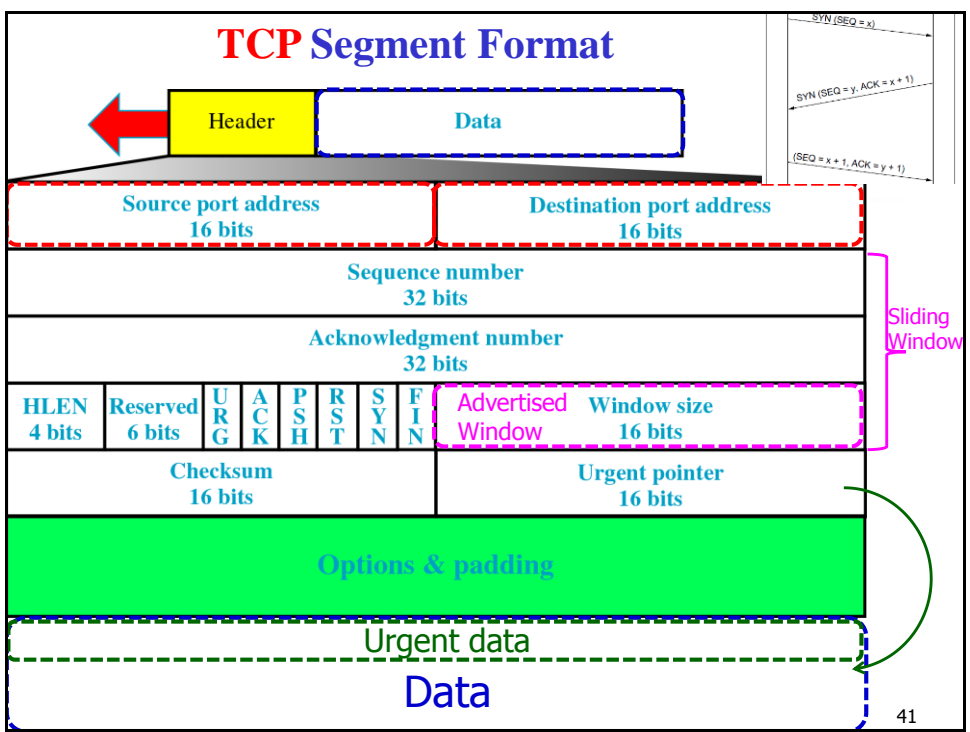 TCP Segment Format
SYN (SEQ = x)
SYN (SEQ = y, ACK = x + 1)
(SEQ = x + 1, ACK = y + 1)
Header
Data
Source port address
16 bits
Destination port address
16 bits
Sequence number
32 bits
Acknowledgment number
32 bits
Sliding
Window
HLEN
4 bits
Reserved
6 bits
URG
ACK
PSH
RST
SYN
FIN
Advertised
Window
Window size
16 bits
Checksum
16 bits
Urgent pointer
16 bits
Options & padding
Urgent data
Data
41